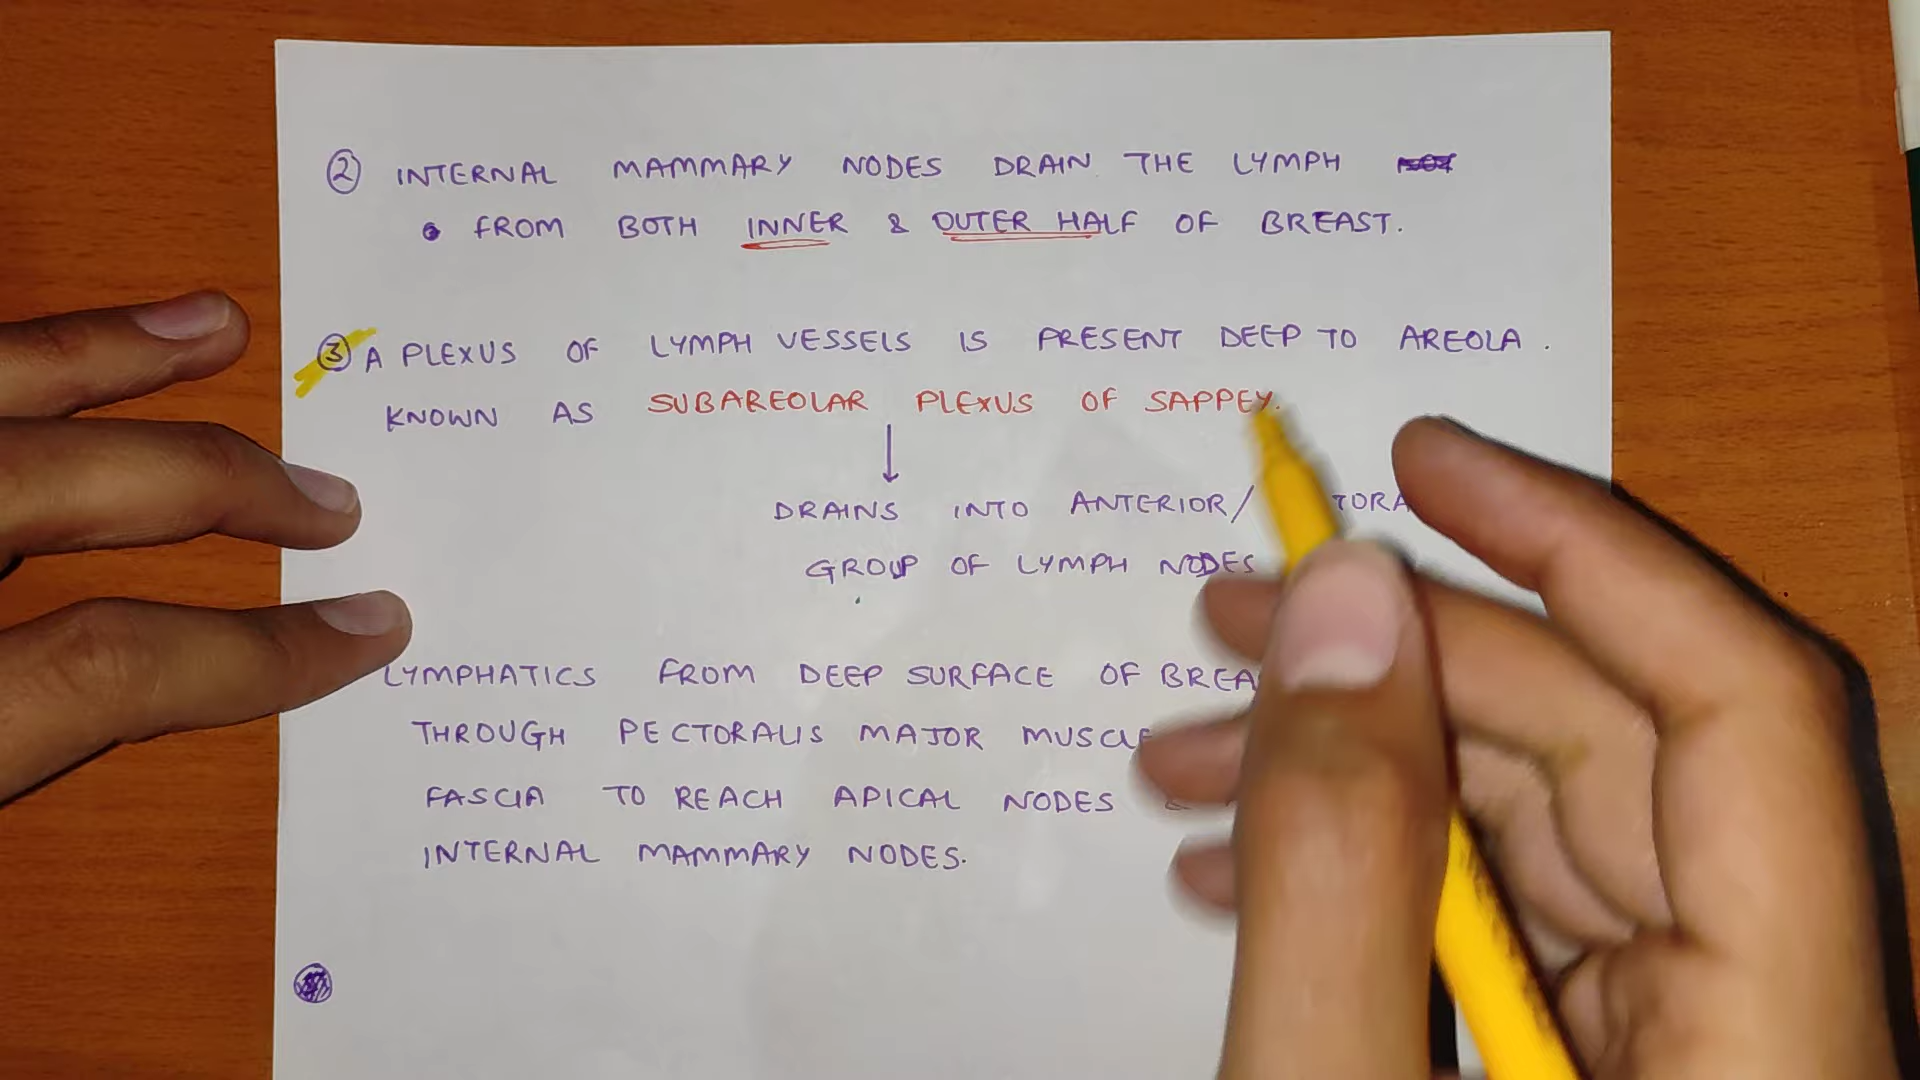 ② INTERNAL MAMMARY NODES DRAIN THE LYMPH
• FROM BOTH INNER & OUTER HALF OF BREAST.
③ A PLEXUS OF LYMPH VESSELS IS PRESENT DEEP TO AREOLA.
KNOWN AS SUBAREOLAR PLEXUS OF SAPPEY.
↓
DRAINS INTO ANTERIOR/
GROUP OF LYMPH NODES
LYMPHATICS FROM DEEP SURFACE OF
THROUGH PECTORALIS MAJOR MUSCLE
FASCIA TO REACH APICAL NODES &
INTERNAL MAMMARY NODES.